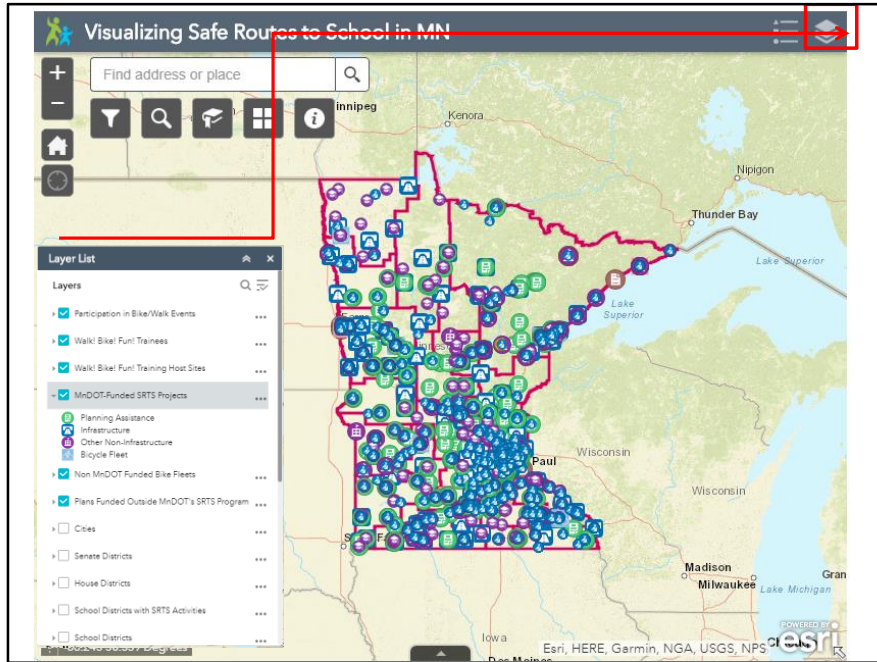 Visualizing Safe Routes to School in MN
Find address or place
innipeg
Kenora
Nipigon
Thunder Bay
Lake Superior
Lake
Superior
Layer List
Layers
Participation in Bike/Walk Events
Walk! Bike! Fun! Trainees
Walk! Bike! Fun! Training Host Sites
MnDOT-Funded SRTS Projects
Planning Assistance
Infrastructure
Other Non-Infrastructure
Bicycle Fleet
Non MnDOT Funded Bike Fleets
Plans Funded Outside MnDOT's SRTS Program
Cities
Senate Districts
House Districts
School Districts with SRTS Activities
School Districts
Paul
Wisconsin
Wisconsin
Madison
Milwaukee
Lake Michigan
Gran
Iowa
Des Moines
Degrees
Esri, HERE, Garmin, NGA, USGS, NPS
POWERED BY
esri